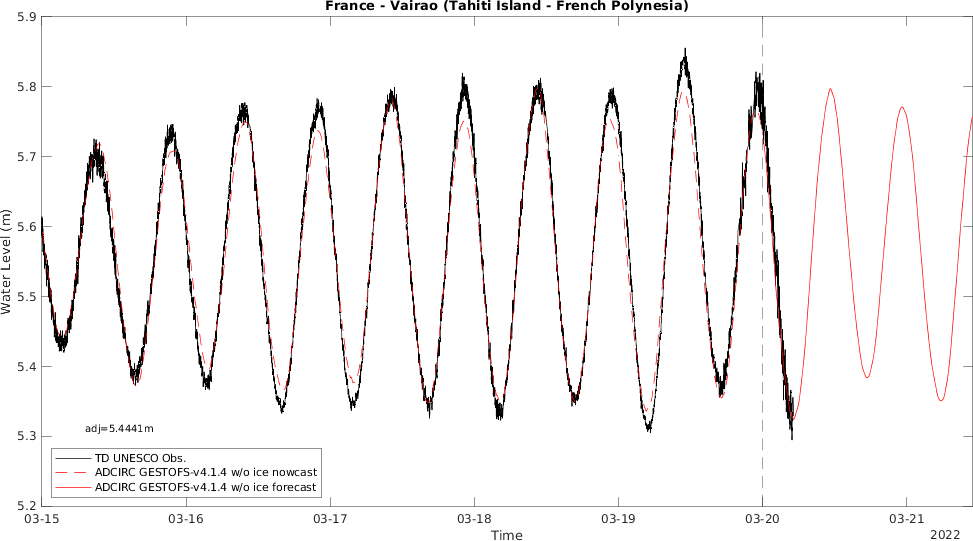 France - Vairao (Tahiti Island - French Polynesia)
5.9
5.8
5.7
5.6
5.5
5.4
5.3
5.2
Water Level (m)
adj=5.4441m
TD UNESCO Obs.
ADCIRC GESTOFS-v4.1.4 w/o ice nowcast
ADCIRC GESTOFS-v4.1.4 w/o ice forecast
03-15 03-16 03-17 03-18 03-19 03-20 03-21
Time
2022